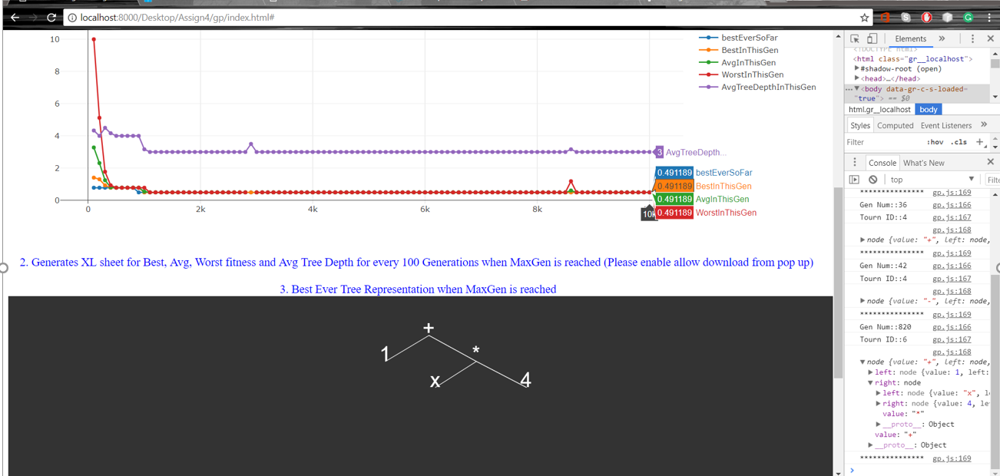 localhost:8000/Desktop/Assign4/gp/index.html#
10
8
6
4
2
0
0 2k 4k 6k 8k 10k
bestEverSoFar
BestInThisGen
AvgInThisGen
WorstInThisGen
AvgTreeDepthInThisGen
3 AvgTreeDepth...
0.491189 bestEverSoFar
0.491189 BestInThisGen
0.491189 AvgInThisGen
0.491189 WorstInThisGen
2. Generates XL sheet for Best, Avg, Worst fitness and Avg Tree Depth for every 100 Generations when MaxGen is reached (Please enable allow download from pop up)
3. Best Ever Tree Representation when MaxGen is reached
+
1 *
x 4
Elements »
<!DOCTYPE html>
<html class="gr__localhost">
#shadow-root (open)
<head>…</head>
<body data-gr-c-s-loaded=
"true"> == $0
html.gr__localhost body
Styles Computed Event Listeners »
Filter :hov .cls +
Console What's New
top Filte
*************** gp.js:169
Gen Num::36 gp.js:166
Tourn ID::4 gp.js:167
gp.js:168
node {value: "+", left: node,
*************** gp.js:169
Gen Num::42 gp.js:166
Tourn ID::4 gp.js:167
gp.js:168
node {value: "-", left: node,
*************** gp.js:169
Gen Num::820 gp.js:166
Tourn ID::6 gp.js:167
gp.js:168
node {value: "+", left: node,
left: node {value: 1, left:
right: node
left: node {value: "x", le
right: node {value: 4, le
value: "*"
__proto__: Object
value: "+"
__proto__: Object
*************** gp.js:169